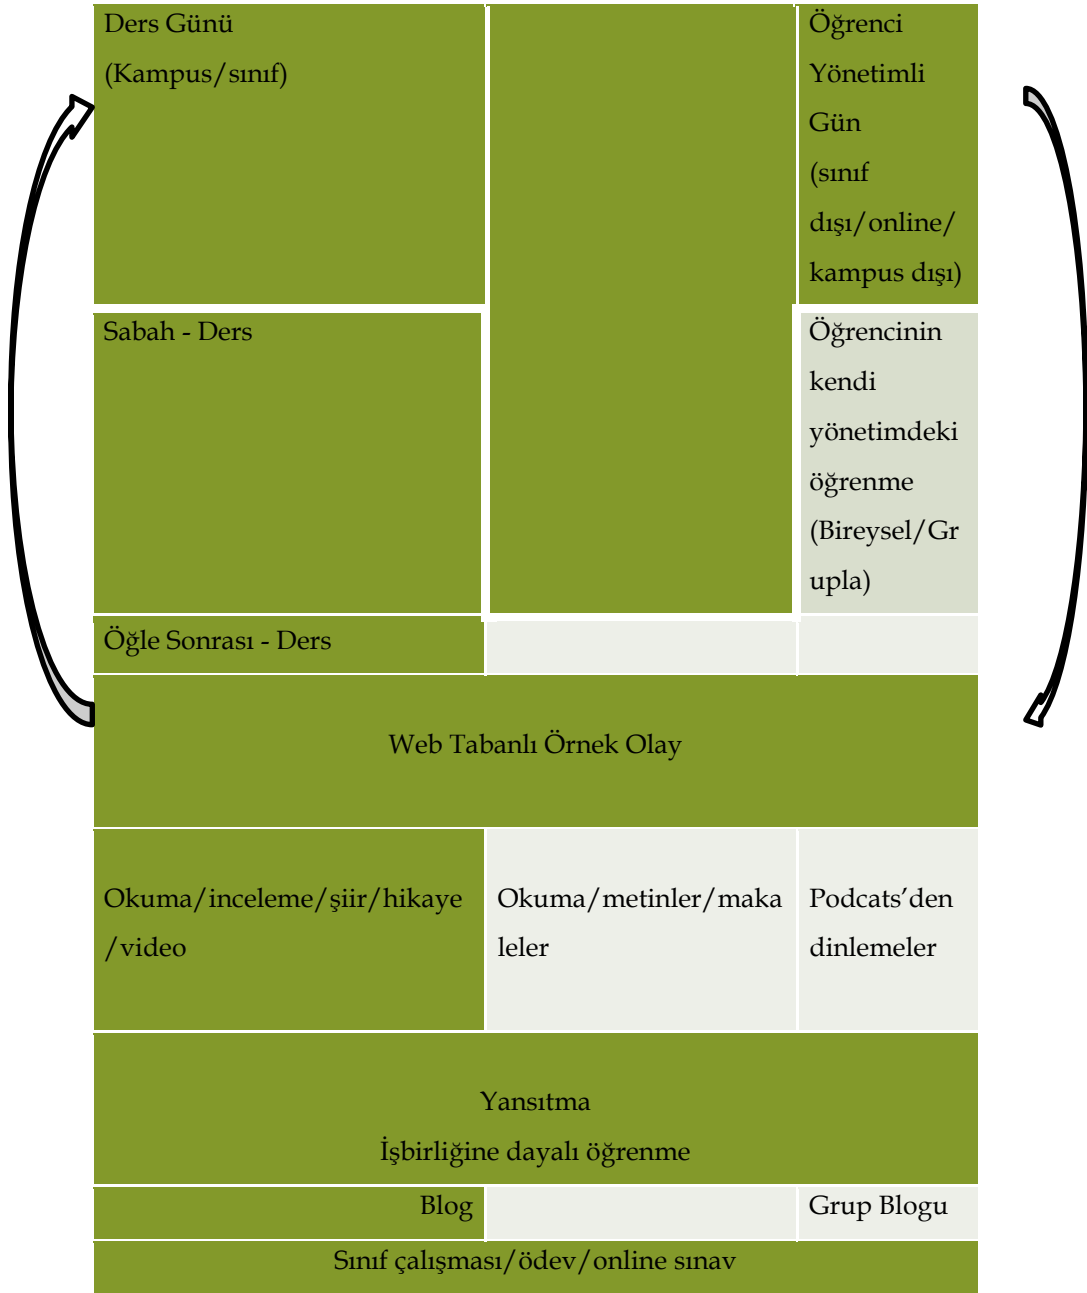 Ders Günü
(Kampus/sınıf)
Öğrenci
Yönetimli
Gün
(sınıf
dışı/online/
kampus dışı)
Sabah - Ders
Öğrencinin
kendi
yönetimdeki
öğrenme
(Bireysel/Gr
upla)
Öğle Sonrası - Ders
Web Tabanlı Örnek Olay
Okuma/inceleme/şiir/hikaye
/video
Okuma/metinler/maka
leler
Podcats’den
dinlemeler
Yansıtma
İşbirliğine dayalı öğrenme
Blog
Grup Blogu
Sınıf çalışması/ödev/online sınav